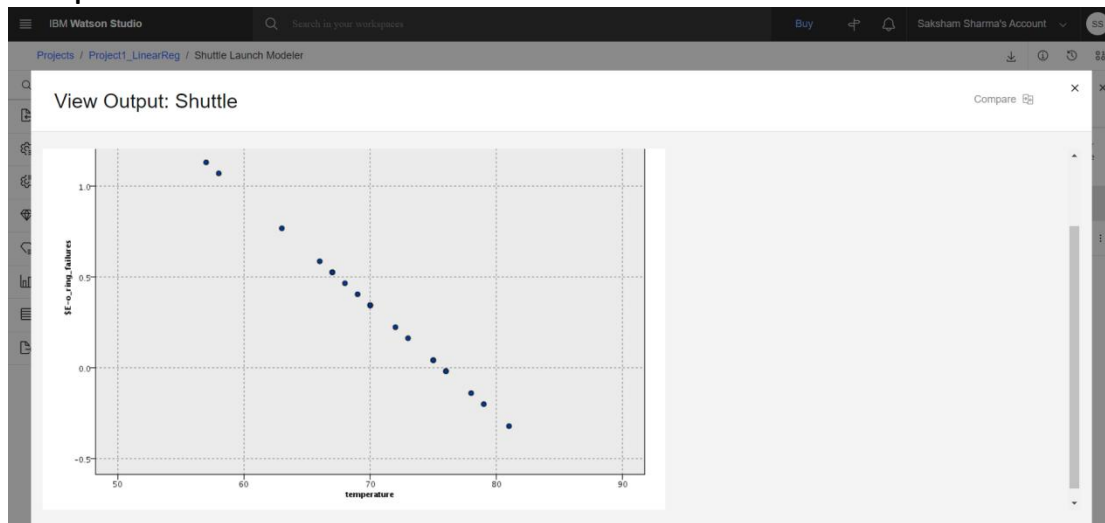 IBM Watson Studio
Search in your workspaces
Buy
Saksham Sharma's Account
SS
Projects / Project1_LinearReg / Shuttle Launch Modeler
View Output: Shuttle
Compare
1.0
0.5
0.0
-0.5
$E-o_ring_failures
50 60 70 80 90
temperature